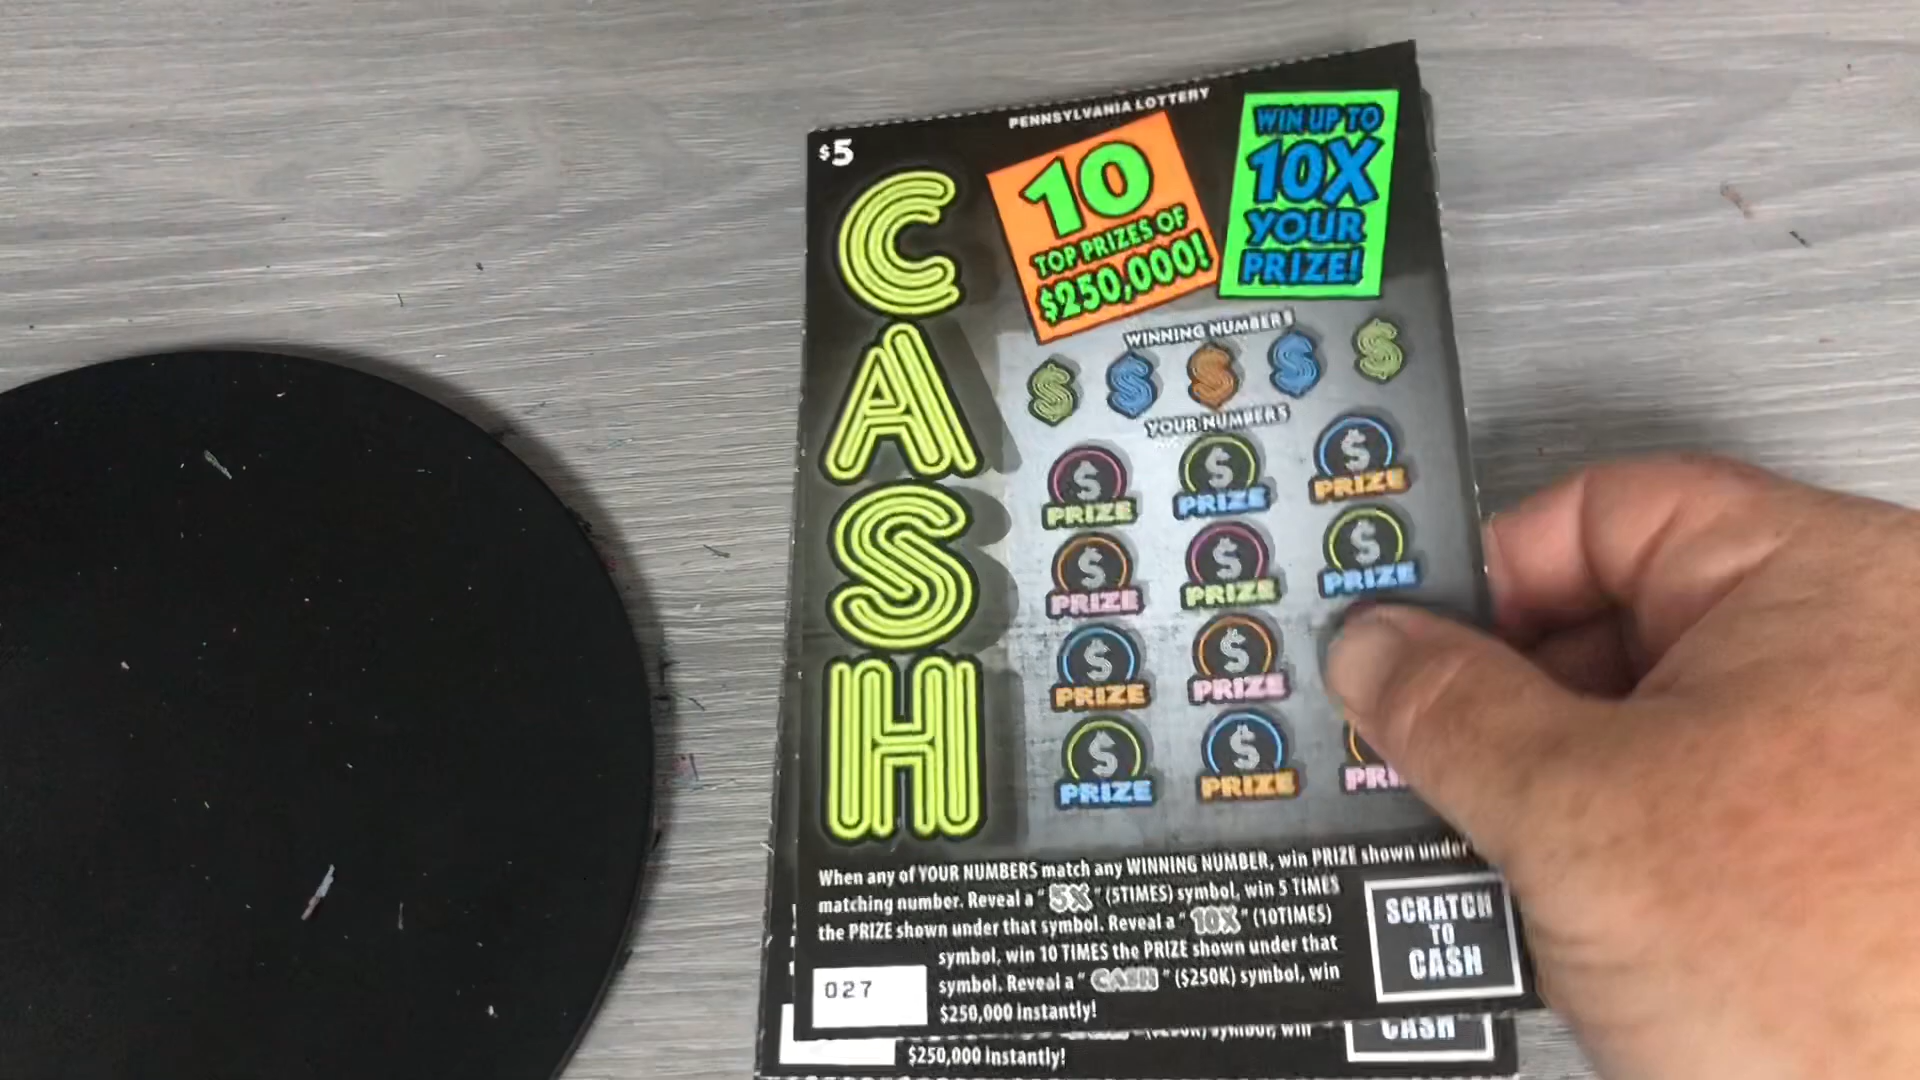 PENNSYLVANIA LOTTERY
$5
10
TOP PRIZES OF
$250,000!
WIN UP TO
10X
YOUR
PRIZE!
CASH
WINNING NUMBERS
$ $ $ $ $
YOUR NUMBERS
$ $ $
PRIZE PRIZE PRIZE
$ $ $
PRIZE PRIZE PRIZE
$ $
PRIZE PRIZE
$ $
PRIZE PRIZE PRI
When any of YOUR NUMBERS match any WINNING NUMBER, win PRIZE shown under
matching number. Reveal a "5X" (5TIMES) symbol, win 5 TIMES
the PRIZE shown under that symbol. Reveal a "10X" (10TIMES)
symbol, win 10 TIMES the PRIZE shown under that
symbol. Reveal a "CASH" ($250K) symbol, win
$250,000 instantly!
027
SCRATCH
TO
CASH
symbol, win
$250,000 instantly!
CASH